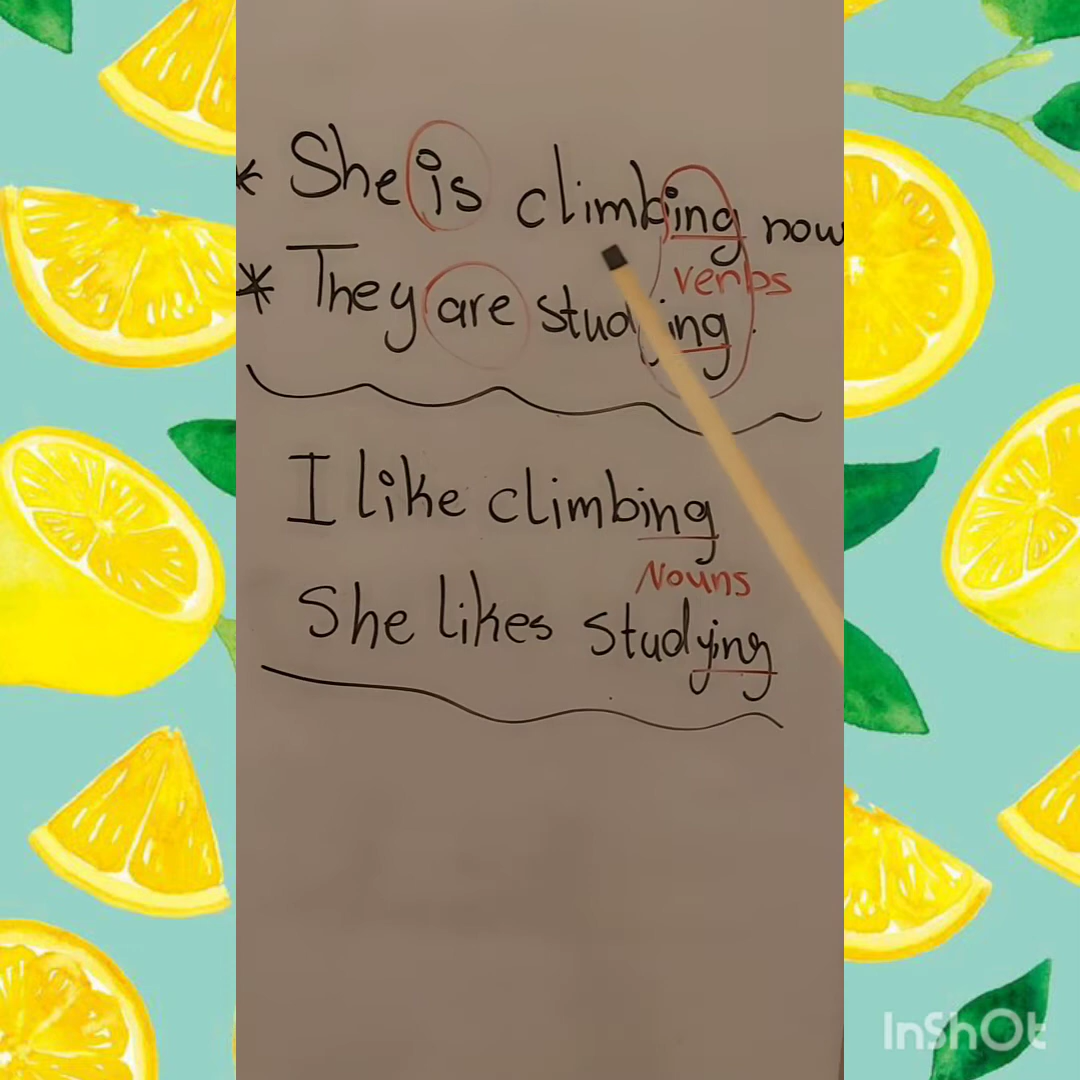 * She is climbing now
verbs
* They are studying.
I like climbing
Nouns
She likes studying
InShOt